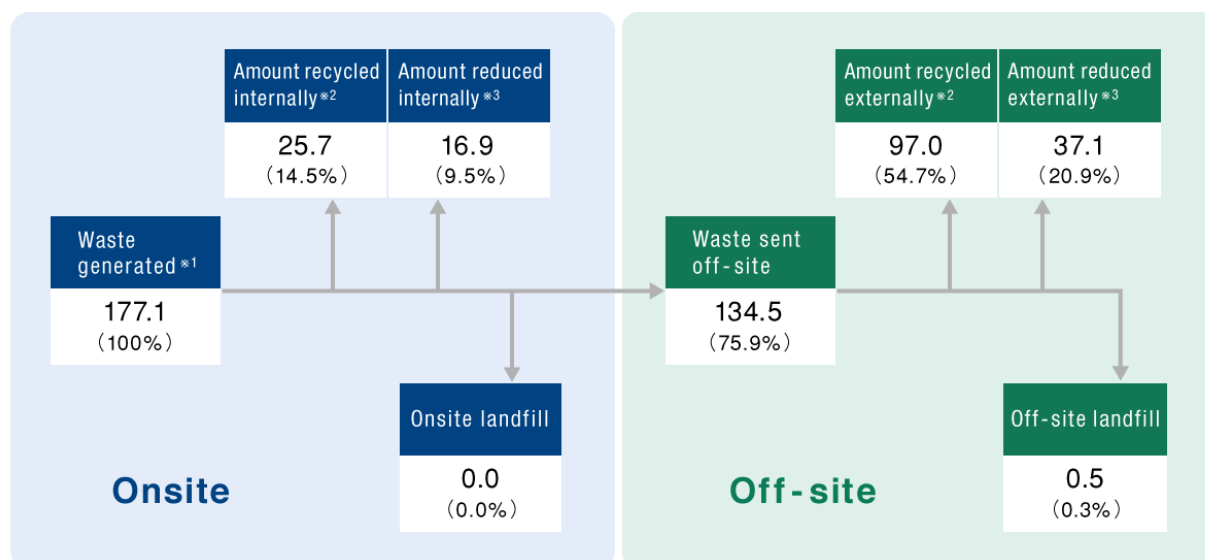 Amount recycled
internally※2
Amount reduced
internally※3
25.7
(14.5%)
16.9
(9.5%)
Waste
generated※1
177.1
(100%)
Onsite landfill
0.0
(0.0%)
Onsite
Amount recycled
externally※2
Amount reduced
externally※3
97.0
(54.7%)
37.1
(20.9%)
Waste sent
off-site
134.5
(75.9%)
Off-site landfill
0.5
(0.3%)
Off-site